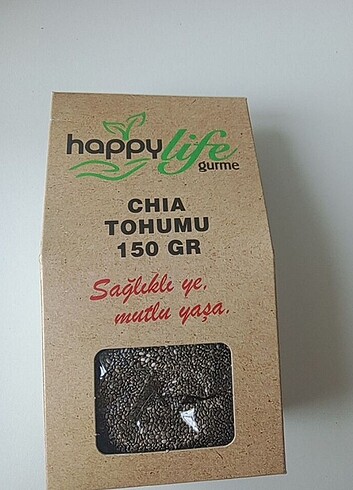 happy life
gurme
CHIA
TOHUMU
150 GR
Sağlıklı ye,
mutlu yaşa.